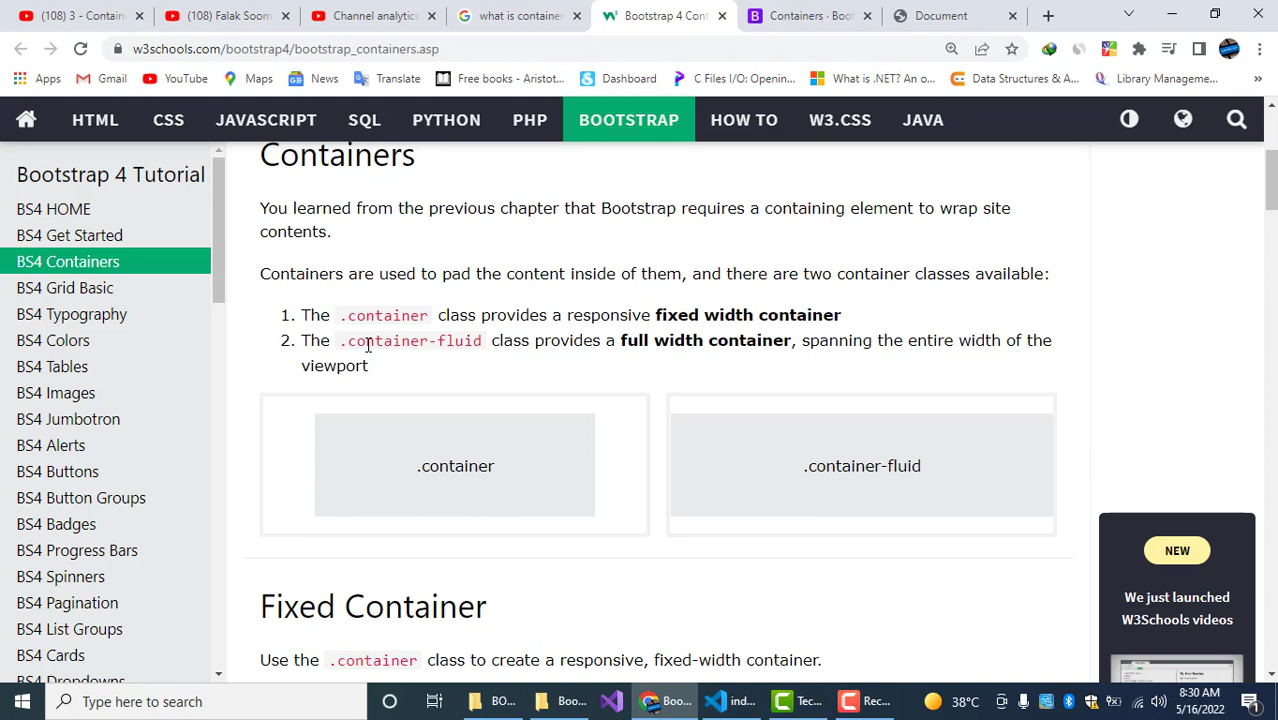 (108) 3 - Contain
(108) Falak Soom
Channel analytics
what is container
Bootstrap 4 Cont
Containers · Boot
Document
w3schools.com/bootstrap4/bootstrap_containers.asp
Apps
Gmail
YouTube
Maps
News
Translate
Free books - Aristot...
Dashboard
C Files I/O: Openin...
What is .NET? An o...
Data Structures & A...
Library Manageme...
»
HTML
CSS
JAVASCRIPT
SQL
PYTHON
PHP
BOOTSTRAP
HOW TO
W3.CSS
JAVA
Bootstrap 4 Tutorial
BS4 HOME
BS4 Get Started
BS4 Containers
BS4 Grid Basic
BS4 Typography
BS4 Colors
BS4 Tables
BS4 Images
BS4 Jumbotron
BS4 Alerts
BS4 Buttons
BS4 Button Groups
BS4 Badges
BS4 Progress Bars
BS4 Spinners
BS4 Pagination
BS4 List Groups
BS4 Cards
BS4 Dropdowns
Containers
You learned from the previous chapter that Bootstrap requires a containing element to wrap site
contents.
Containers are used to pad the content inside of them, and there are two container classes available:
1. The .container class provides a responsive fixed width container
2. The .container-fluid class provides a full width container, spanning the entire width of the
viewport
.container
.container-fluid
Fixed Container
Use the .container class to create a responsive, fixed-width container.
NEW
We just launched
W3Schools videos
Type here to search
BO...
Boo...
Boo...
ind...
Tec...
Rec...
38°C
8:30 AM
5/16/2022